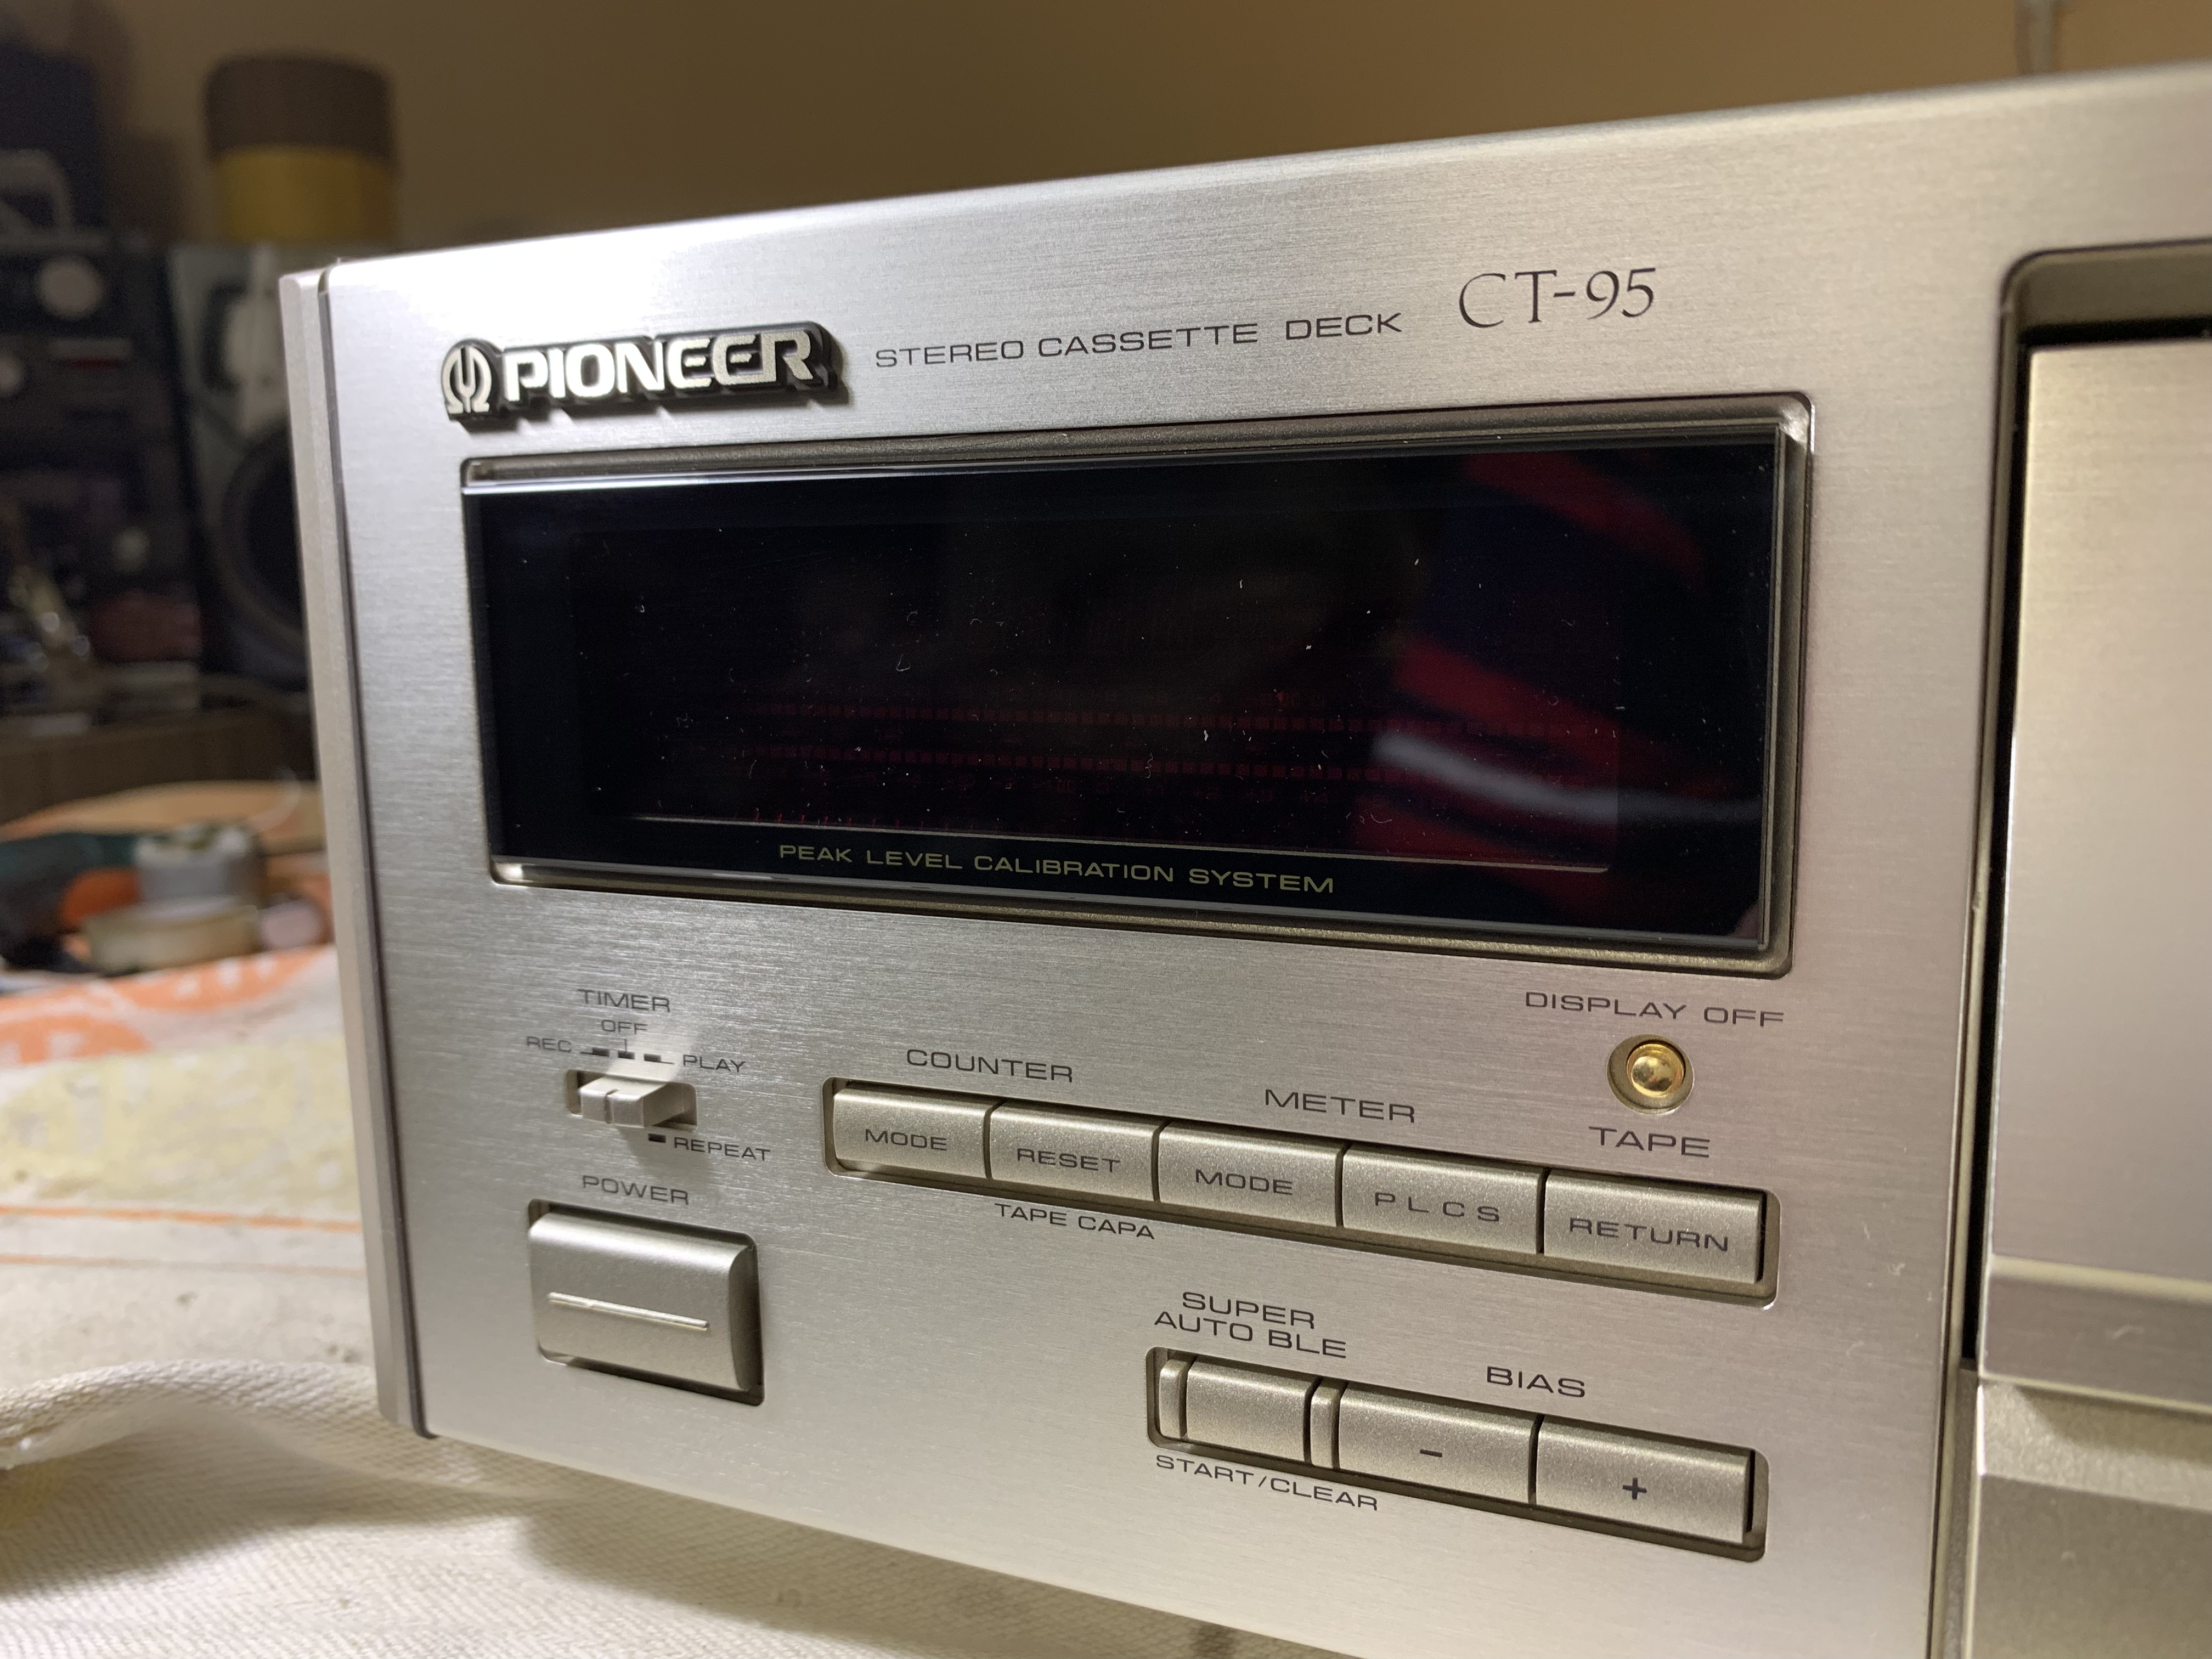 PIONEER STEREO CASSETTE DECK CT-95
PEAK LEVEL CALIBRATION SYSTEM
DISPLAY OFF
TIMER
OFF
REC
PLAY
REPEAT
COUNTER
METER
TAPE
MODE
RESET
MODE
PLCS
RETURN
TAPE CAPA
POWER
SUPER
AUTO BLE
BIAS
-
+
START/CLEAR